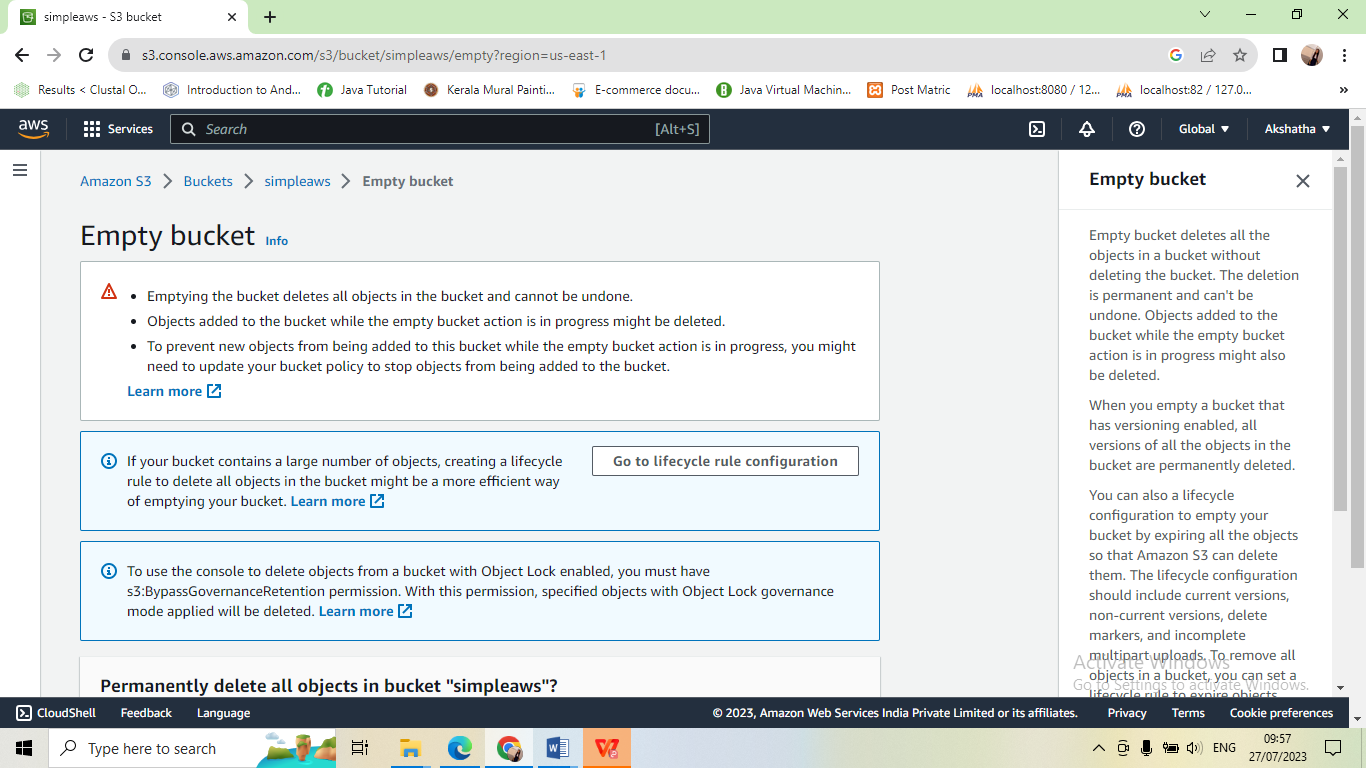 simpleaws - S3 bucket
s3.console.aws.amazon.com/s3/bucket/simpleaws/empty?region=us-east-1
Results < Clustal O... Introduction to And... Java Tutorial Kerala Mural Painti... E-commerce docu... Java Virtual Machin... Post Matric localhost:8080 / 12... localhost:82 / 127.0... »
aws Services Search [Alt+S] Global Akshatha
Amazon S3 > Buckets > simpleaws > Empty bucket
Empty bucket Info
• Emptying the bucket deletes all objects in the bucket and cannot be undone.
• Objects added to the bucket while the empty bucket action is in progress might be deleted.
• To prevent new objects from being added to this bucket while the empty bucket action is in progress, you might
need to update your bucket policy to stop objects from being added to the bucket.
Learn more
If your bucket contains a large number of objects, creating a lifecycle
rule to delete all objects in the bucket might be a more efficient way
of emptying your bucket. Learn more
Go to lifecycle rule configuration
To use the console to delete objects from a bucket with Object Lock enabled, you must have
s3:BypassGovernanceRetention permission. With this permission, specified objects with Object Lock governance
mode applied will be deleted. Learn more
Permanently delete all objects in bucket "simpleaws"?
Empty bucket
Empty bucket deletes all the
objects in a bucket without
deleting the bucket. The deletion
is permanent and can't be
undone. Objects added to the
bucket while the empty bucket
action is in progress might also
be deleted.
When you empty a bucket that
has versioning enabled, all
versions of all the objects in the
bucket are permanently deleted.
You can also a lifecycle
configuration to empty your
bucket by expiring all the objects
so that Amazon S3 can delete
them. The lifecycle configuration
should include current versions,
non-current versions, delete
markers, and incomplete
multipart uploads. To remove all
objects in a bucket, you can set a
lifecycle rule to expire objects
Activate Windows
Go to Settings to activate Windows.
CloudShell Feedback Language © 2023, Amazon Web Services India Private Limited or its affiliates. Privacy Terms Cookie preferences
Type here to search
ENG
09:57
27/07/2023